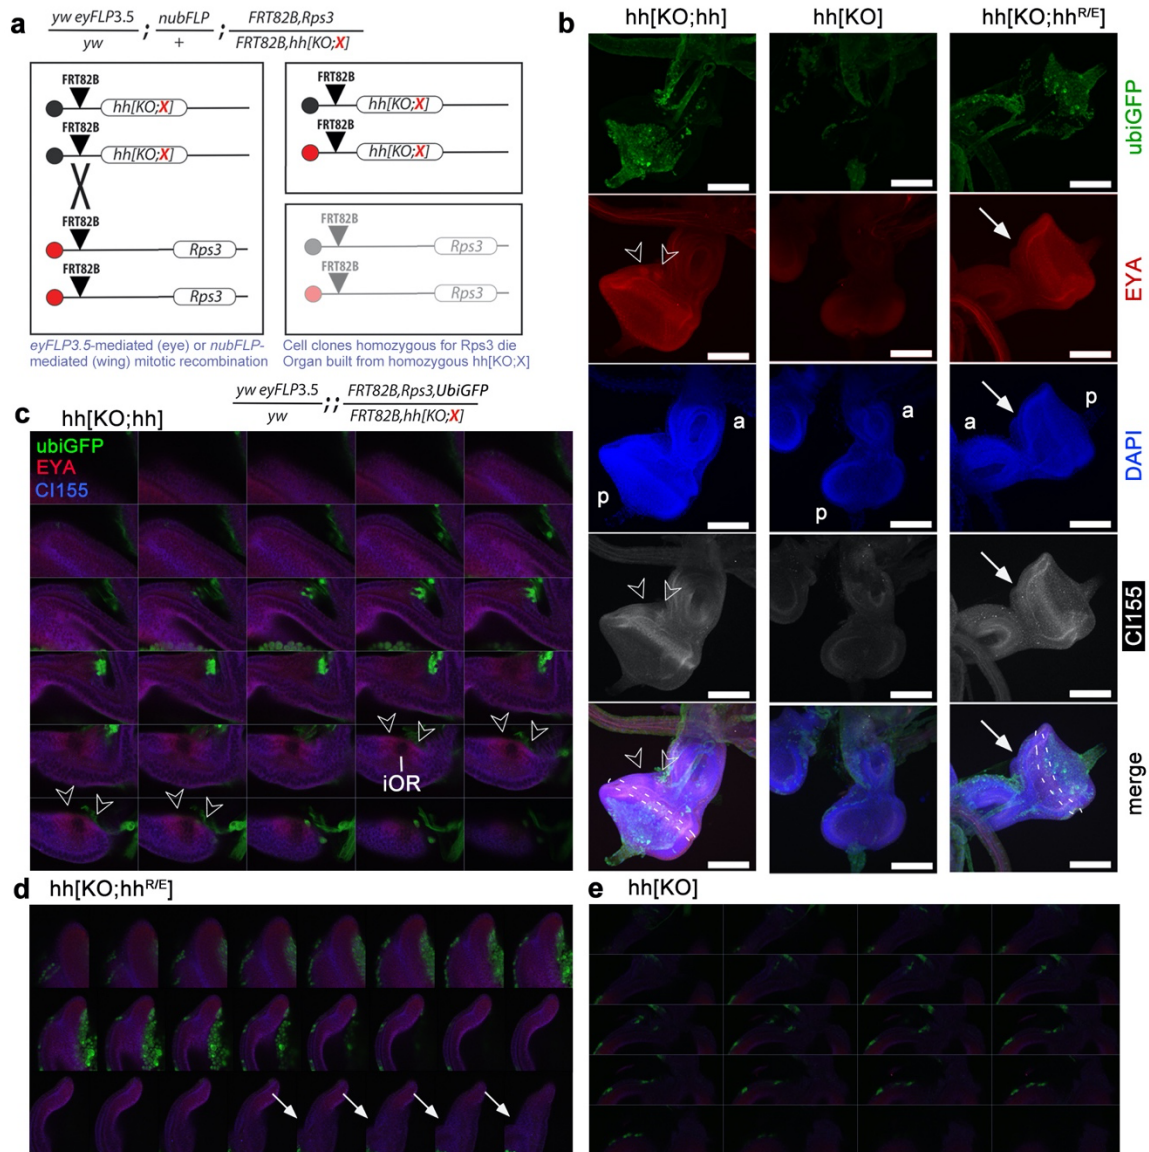 a
yw eyFLP3.5 ; nubFLP ; FRT82B,Rps3
yw + FRT82B,hh[KO;X]
FRT82B
hh[KO;X]
FRT82B
hh[KO;X]
FRT82B
Rps3
FRT82B
Rps3
eyFLP3.5-mediated (eye) or nubFLP-
mediated (wing) mitotic recombination
FRT82B
hh[KO;X]
FRT82B
hh[KO;X]
FRT82B
Rps3
FRT82B
Rps3
Cell clones homozygous for Rps3 die
Organ built from homozygous hh[KO;X]
b
hh[KO;hh] hh[KO] hh[KO;hhR/E]
ubiGFP
EYA
a a a p
p p
DAPI
CI155
merge
yw eyFLP3.5 ;; FRT82B,Rps3,UbiGFP
yw FRT82B,hh[KO;X]
c hh[KO;hh]
ubiGFP
EYA
CI155
iOR
d hh[KO;hhR/E]
e hh[KO]